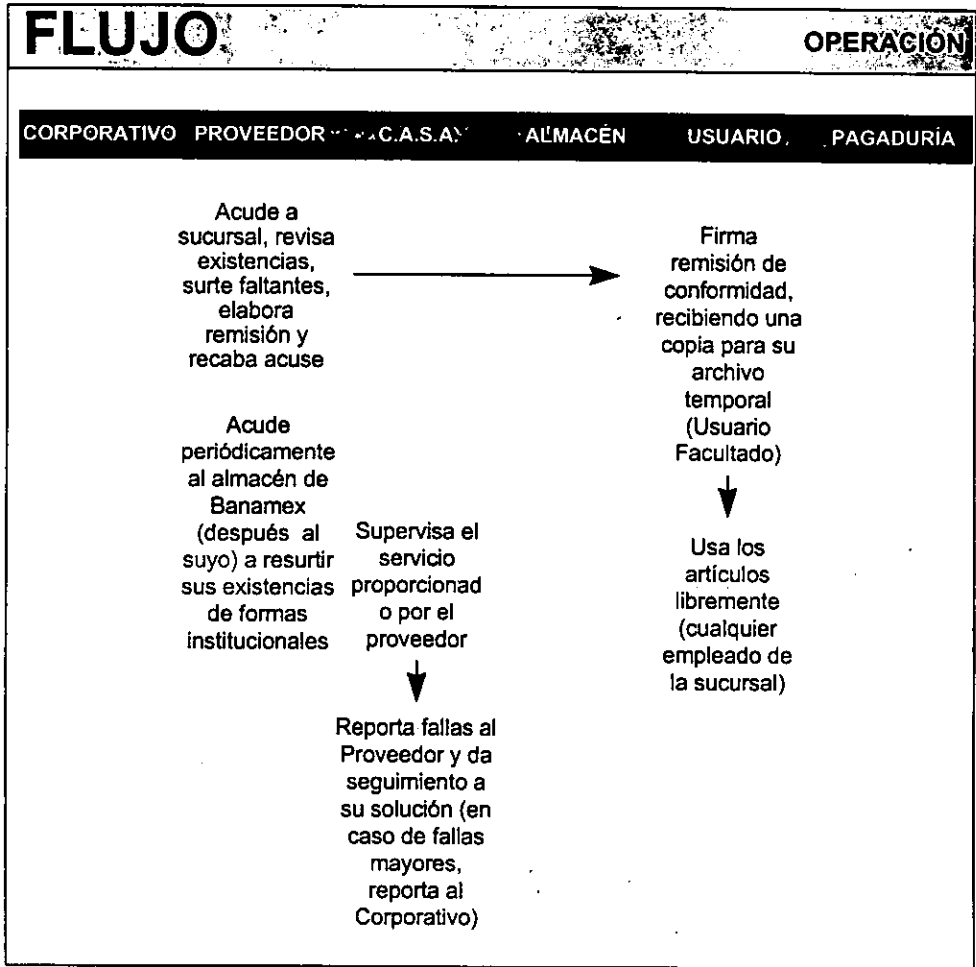 FLUJO
OPERACIÓN
CORPORATIVO PROVEEDOR C.A.S.A. ALMACÉN USUARIO PAGADURÍA
Acude a
sucursal, revisa
existencias,
surte faltantes,
elabora
remisión y
recaba acuse
Firma
remisión de
conformidad,
recibiendo una
copia para su
archivo
temporal
(Usuario
Facultado)
Acude
periódicamente
al almacén de
Banamex
(después al
suyo) a resurtir
sus existencias
de formas
institucionales
Supervisa el
servicio
proporcionad
o por el
proveedor
Usa los
artículos
libremente
(cualquier
empleado de
la sucursal)
Reporta fallas al
Proveedor y da
seguimiento a
su solución (en
caso de fallas
mayores,
reporta al
Corporativo)